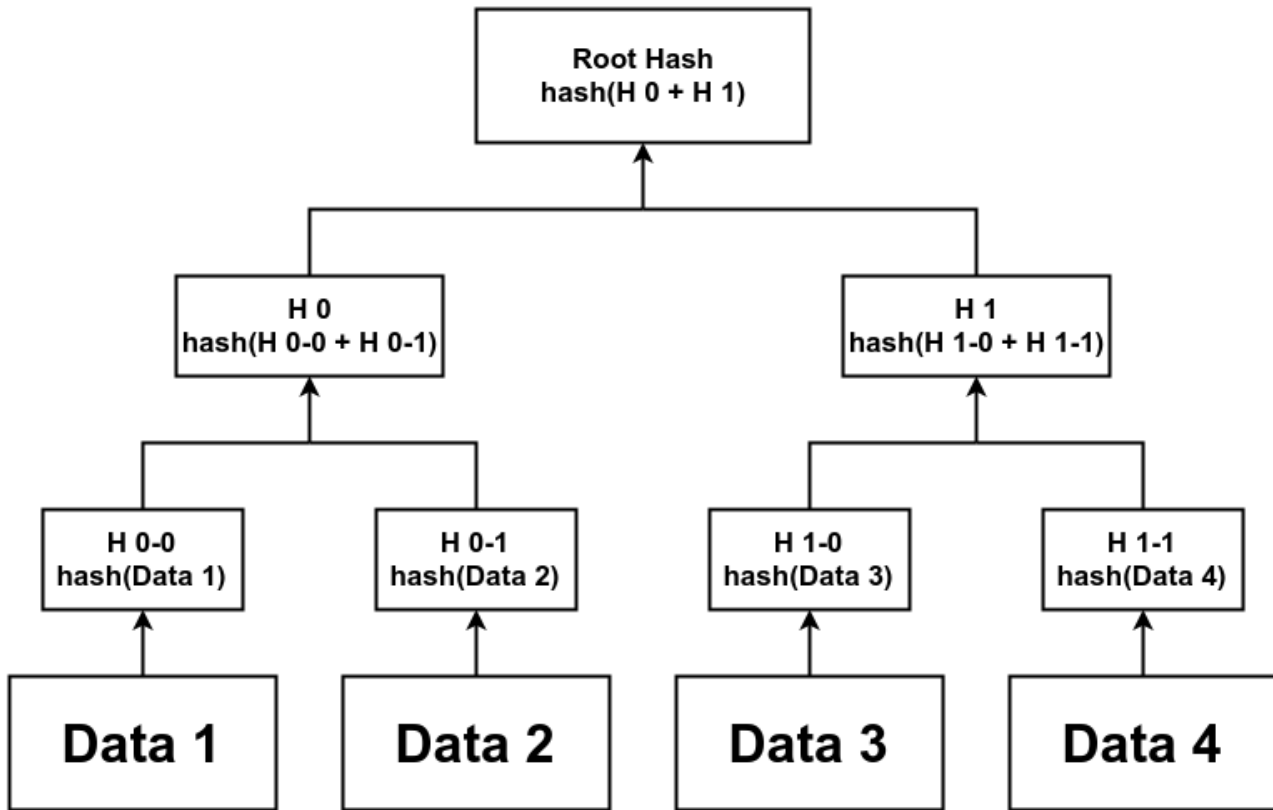 Root Hash
hash(H 0 + H 1)
H 0
hash(H 0-0 + H 0-1)
H 1
hash(H 1-0 + H 1-1)
H 0-0
hash(Data 1)
H 0-1
hash(Data 2)
H 1-0
hash(Data 3)
H 1-1
hash(Data 4)
Data 1
Data 2
Data 3
Data 4